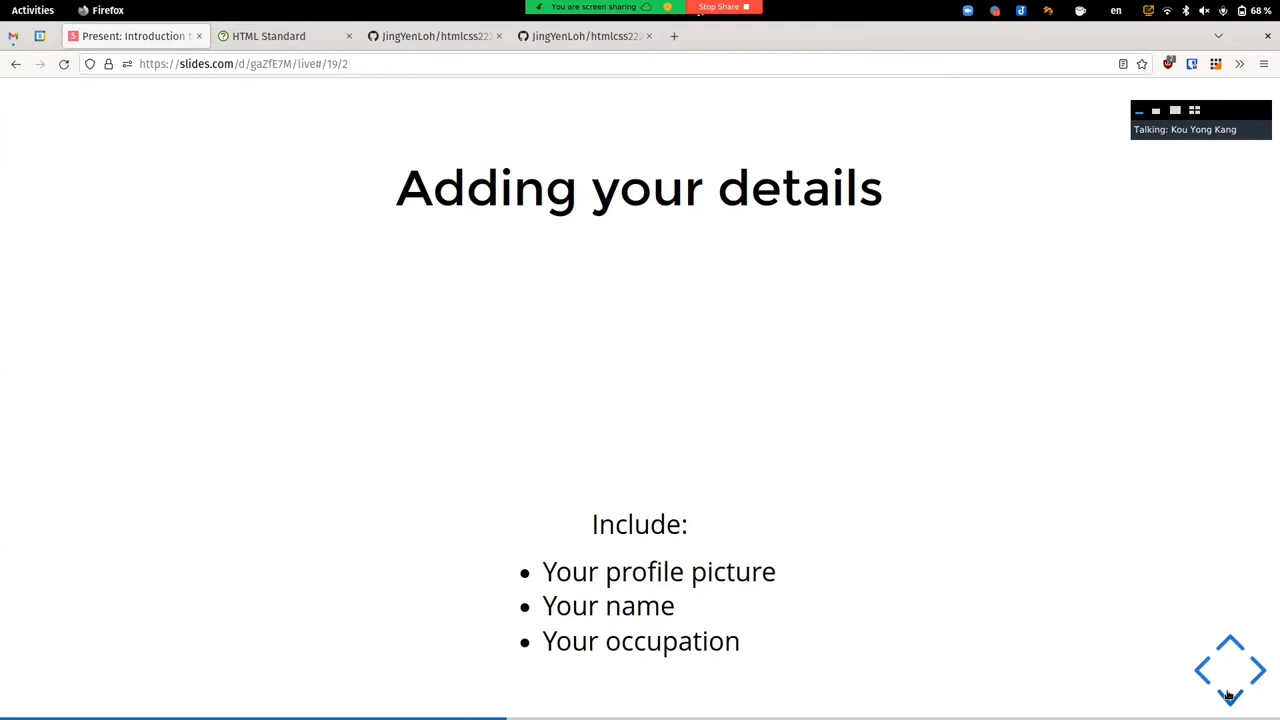 Activities
Firefox
You are screen sharing
Stop Share
en
68 %
Present: Introduction t
HTML Standard
JingYenLoh/htmlcss222
JingYenLoh/htmlcss222
https://slides.com/d/gaZfE7M/live#/19/2
Talking: Kou Yong Kang
Adding your details
Include:
• Your profile picture
• Your name
• Your occupation